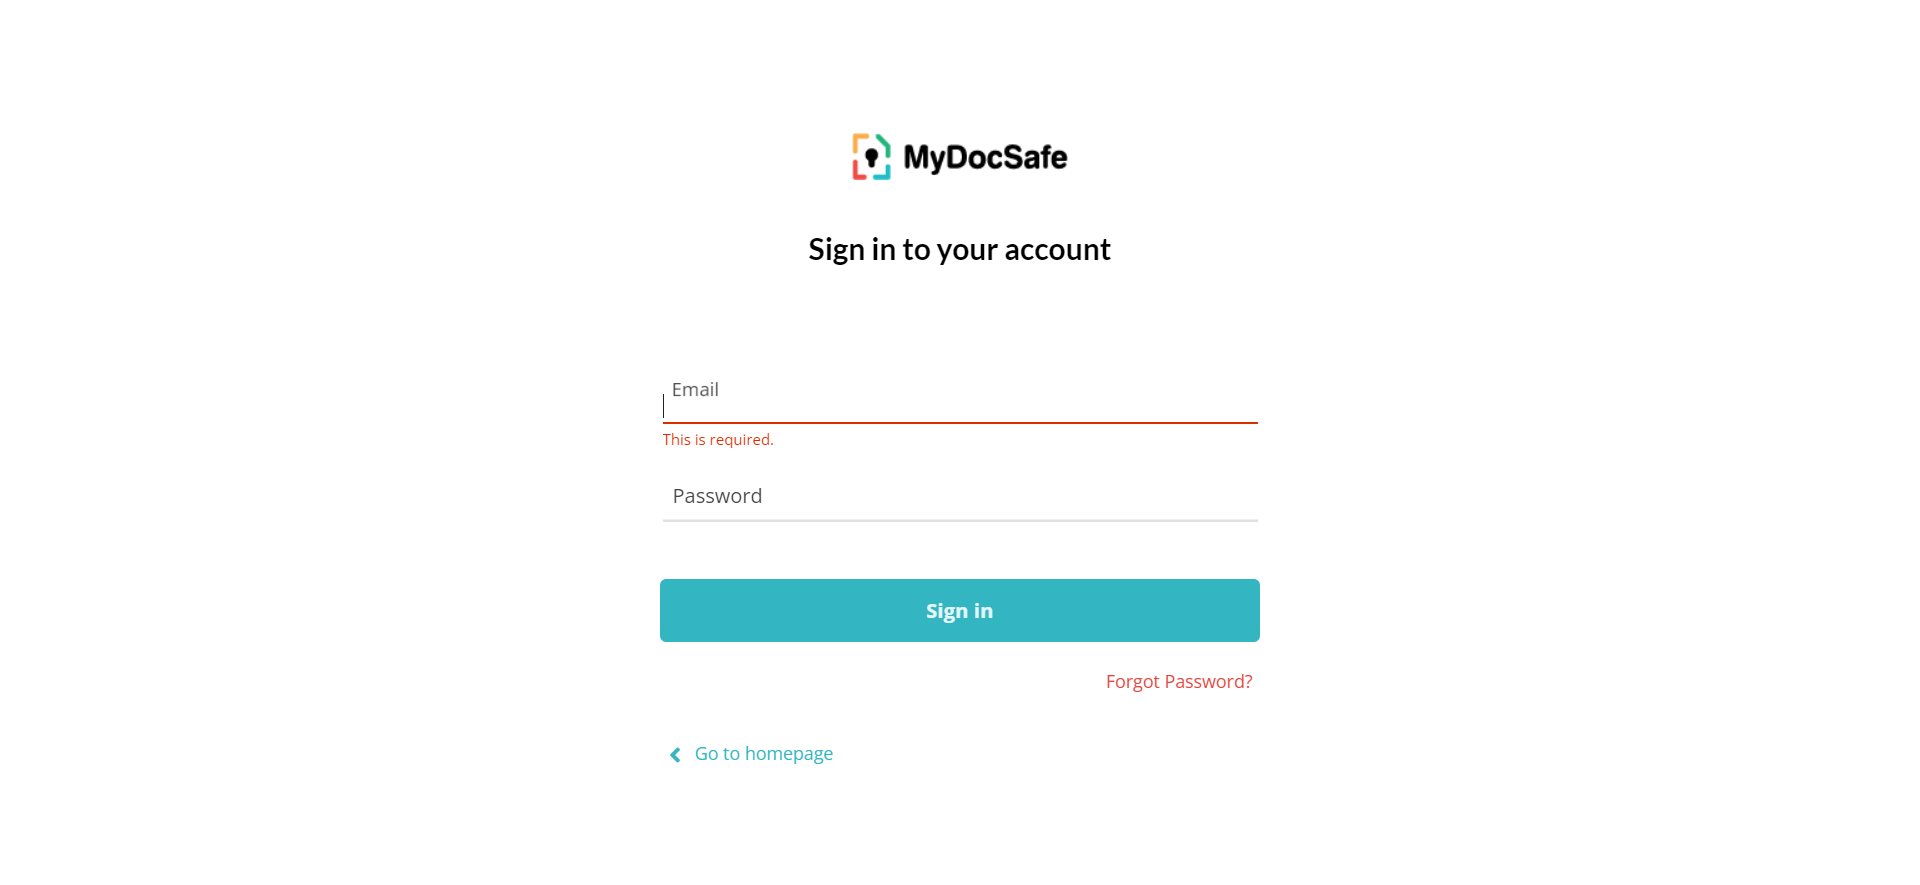 MyDocSafe
Sign in to your account
Email
This is required.
Password
Sign in
Forgot Password?
Go to homepage